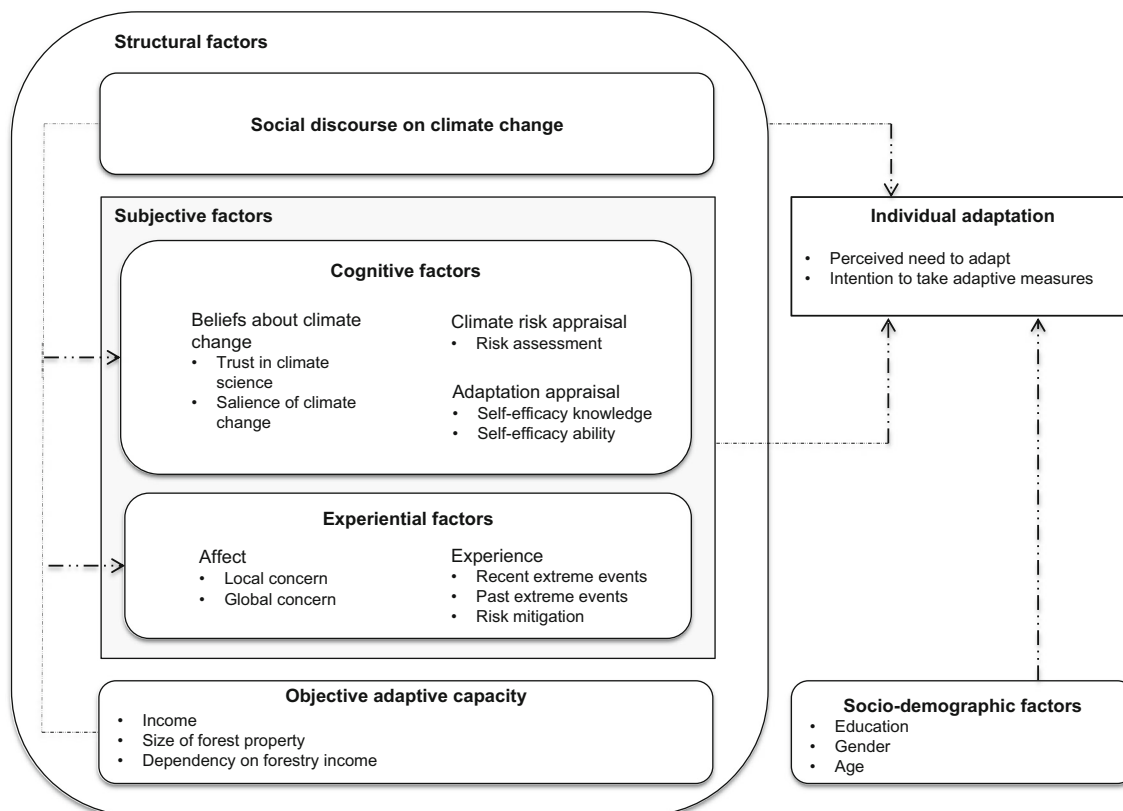 Structural factors
Social discourse on climate change
Subjective factors
Cognitive factors
Beliefs about climate
change
• Trust in climate
science
• Salience of climate
change
Climate risk appraisal
• Risk assessment
Adaptation appraisal
• Self-efficacy knowledge
• Self-efficacy ability
Experiential factors
Affect
• Local concern
• Global concern
Experience
• Recent extreme events
• Past extreme events
• Risk mitigation
Objective adaptive capacity
• Income
• Size of forest property
• Dependency on forestry income
Individual adaptation
• Perceived need to adapt
• Intention to take adaptive measures
Socio-demographic factors
• Education
• Gender
• Age